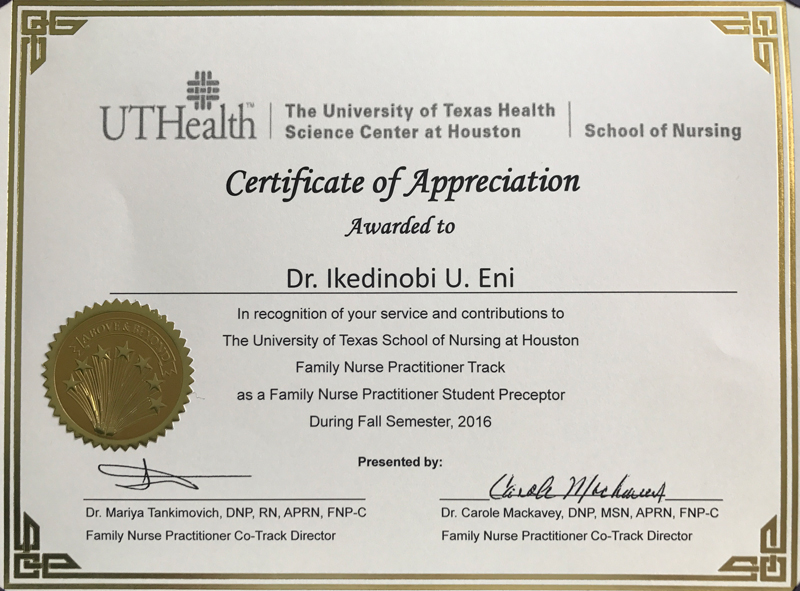 UTHealth™
The University of Texas Health
Science Center at Houston
School of Nursing
Certificate of Appreciation
Awarded to
Dr. Ikedinobi U. Eni
In recognition of your service and contributions to
The University of Texas School of Nursing at Houston
Family Nurse Practitioner Track
as a Family Nurse Practitioner Student Preceptor
During Fall Semester, 2016
ABOVE & BEYOND
Presented by:
Carole Mackavey
Dr. Mariya Tankimovich, DNP, RN, APRN, FNP-C
Family Nurse Practitioner Co-Track Director
Dr. Carole Mackavey, DNP, MSN, APRN, FNP-C
Family Nurse Practitioner Co-Track Director